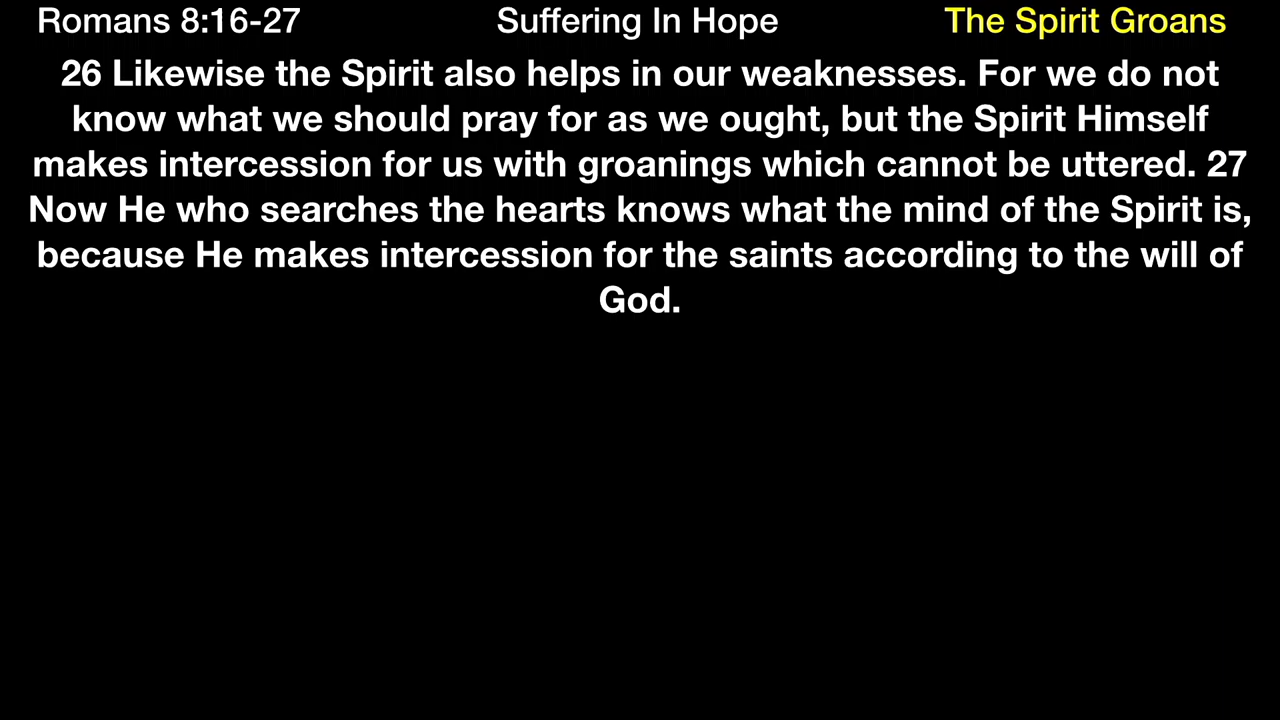 Romans 8:16-27 Suffering In Hope The Spirit Groans
26 Likewise the Spirit also helps in our weaknesses. For we do not
know what we should pray for as we ought, but the Spirit Himself
makes intercession for us with groanings which cannot be uttered. 27
Now He who searches the hearts knows what the mind of the Spirit is,
because He makes intercession for the saints according to the will of
God.